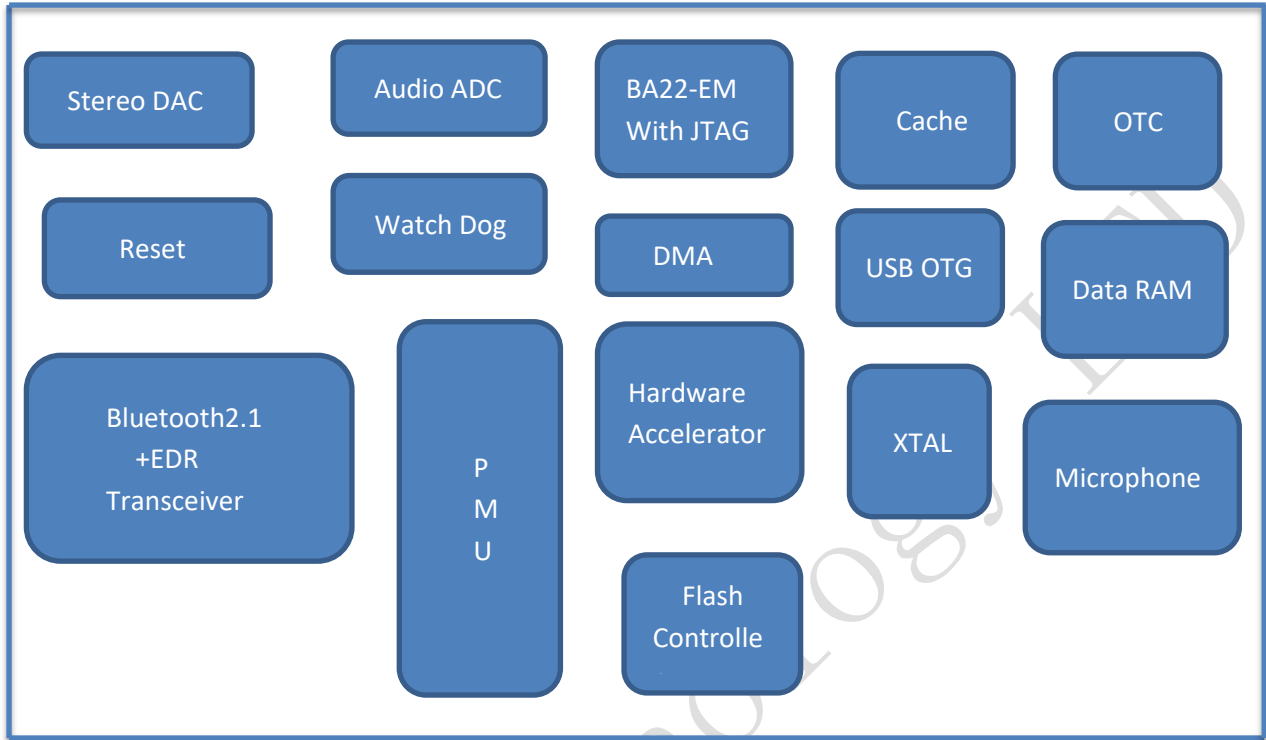 Stereo DAC
Audio ADC
BA22-EM
With JTAG
Cache
OTC
Reset
Watch Dog
DMA
USB OTG
Data RAM
Bluetooth2.1
+EDR
Transceiver
P
M
U
Hardware
Accelerator
XTAL
Microphone
Flash
Controlle